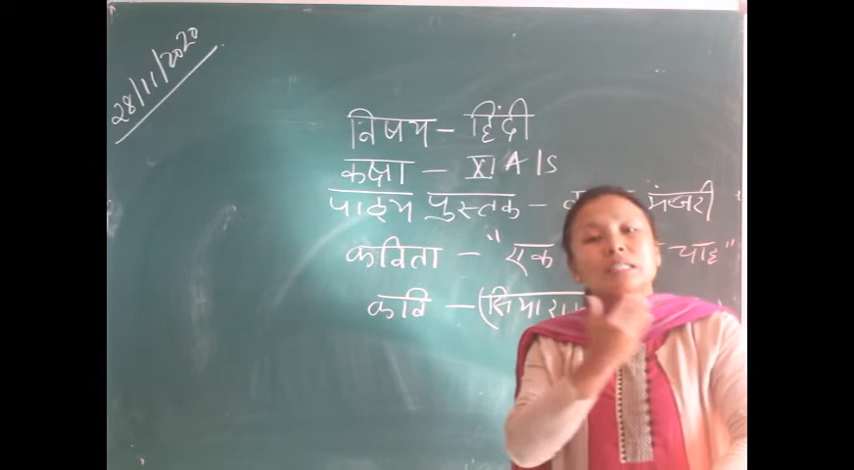 28/11/2020
विषय - हिंदी
कक्षा - XI A/S
पाठ्य पुस्तक - मंजरी
कविता - "एक चाह"
कवि - (सियारा